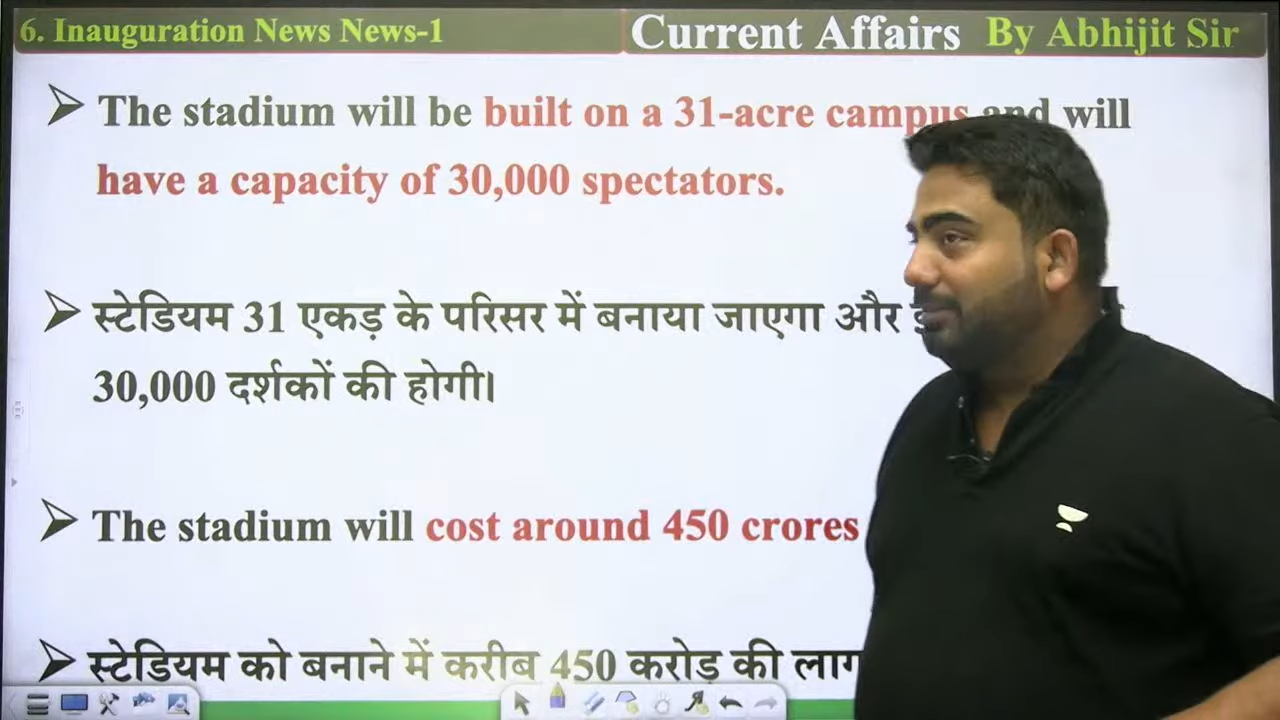 6. Inauguration News News-1
Current Affairs By Abhijit Sir
The stadium will be built on a 31-acre campus and will
have a capacity of 30,000 spectators.
स्टेडियम 31 एकड़ के परिसर में बनाया जाएगा और
30,000 दर्शकों की होगी।
The stadium will cost around 450 crores
स्टेडियम को बनाने में करीब 450 करोड़ की